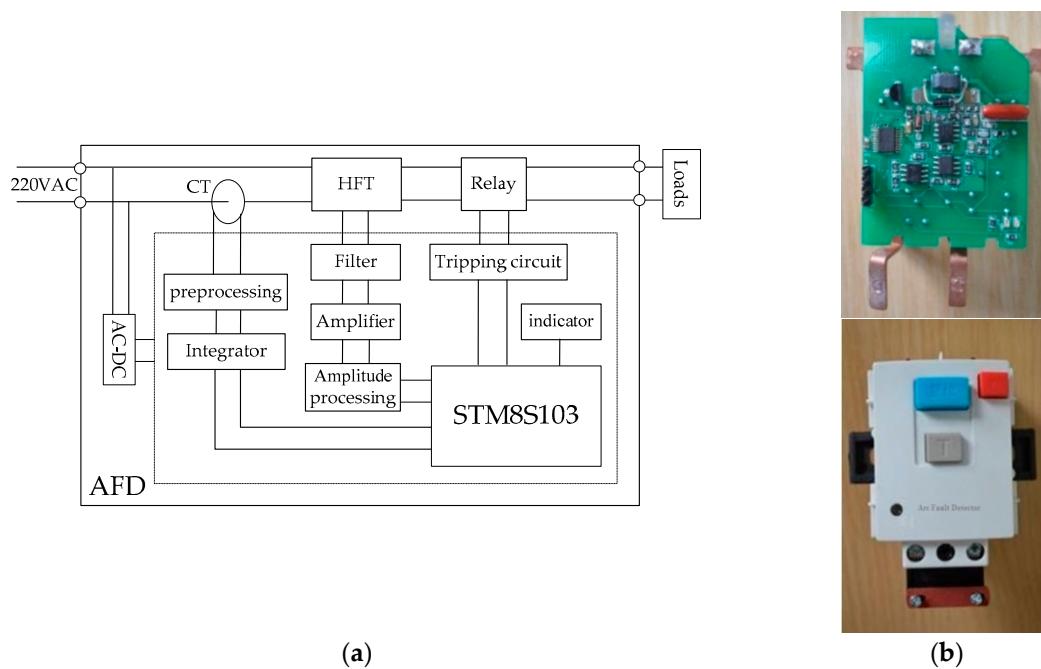 220VAC
CT
HFT
Relay
Loads
Filter
Tripping circuit
preprocessing
Amplifier
indicator
AC-DC
Integrator
Amplitude
processing
STM8S103
AFD
T
Arc Fault Detector
(a)
(b)